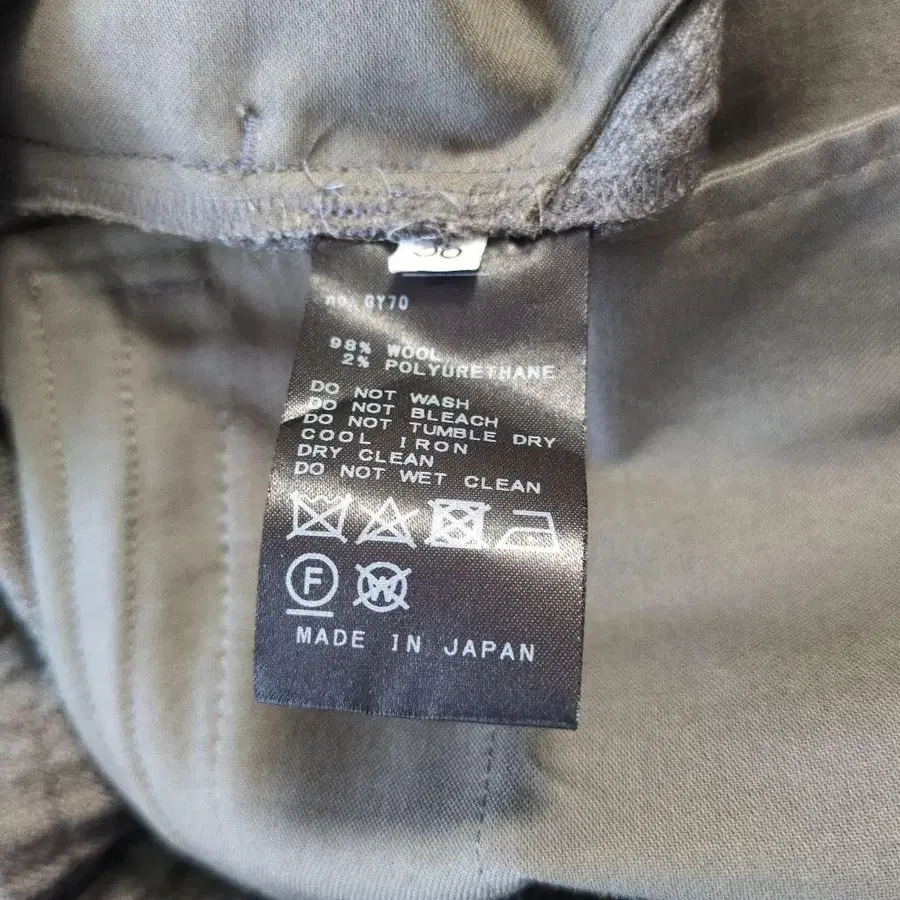 no. GY70
98% WOOL
2% POLYURETHANE
DO NOT WASH
DO NOT BLEACH
DO NOT TUMBLE DRY
COOL IRON
DRY CLEAN
DO NOT WET CLEAN
F W
MADE IN JAPAN